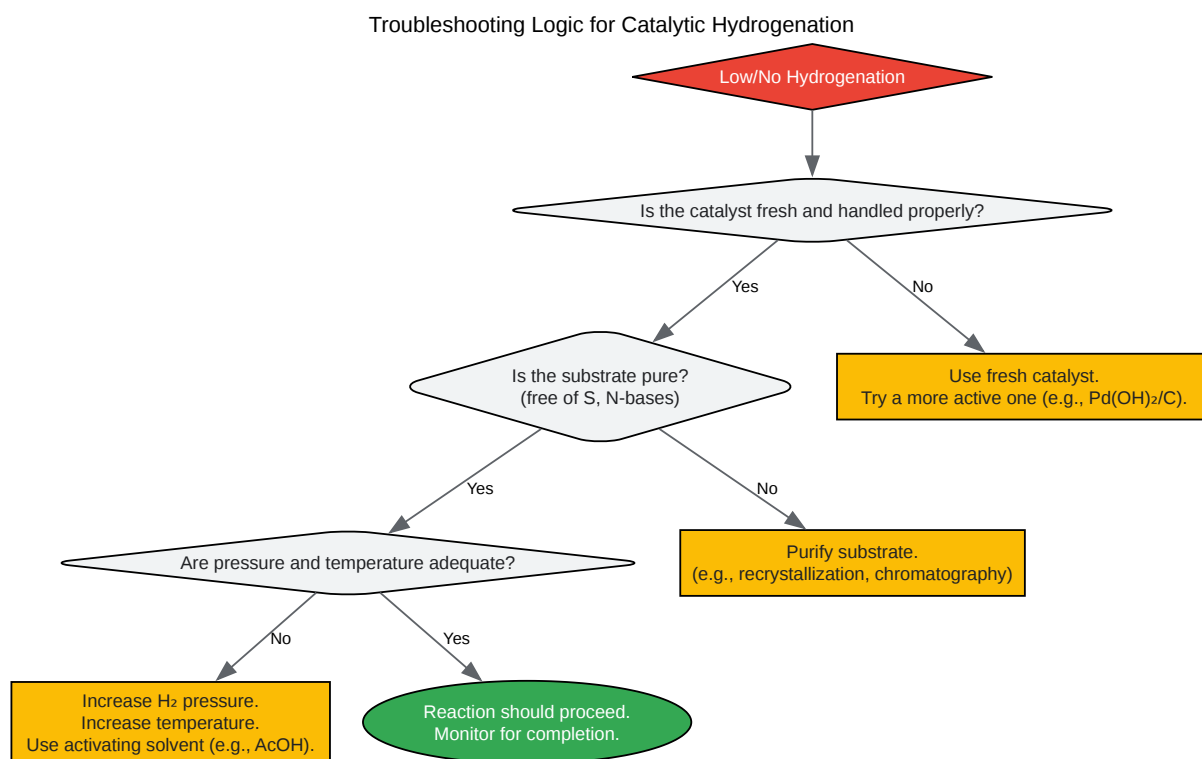 Troubleshooting Logic for Catalytic Hydrogenation
Low/No Hydrogenation
Is the catalyst fresh and handled properly?
Yes
No
Is the substrate pure?
(free of S, N-bases)
Use fresh catalyst.
Try a more active one (e.g., Pd(OH)₂/C).
Yes
No
Are pressure and temperature adequate?
Purify substrate.
(e.g., recrystallization, chromatography)
No
Yes
Increase H₂ pressure.
Increase temperature.
Use activating solvent (e.g., AcOH).
Reaction should proceed.
Monitor for completion.